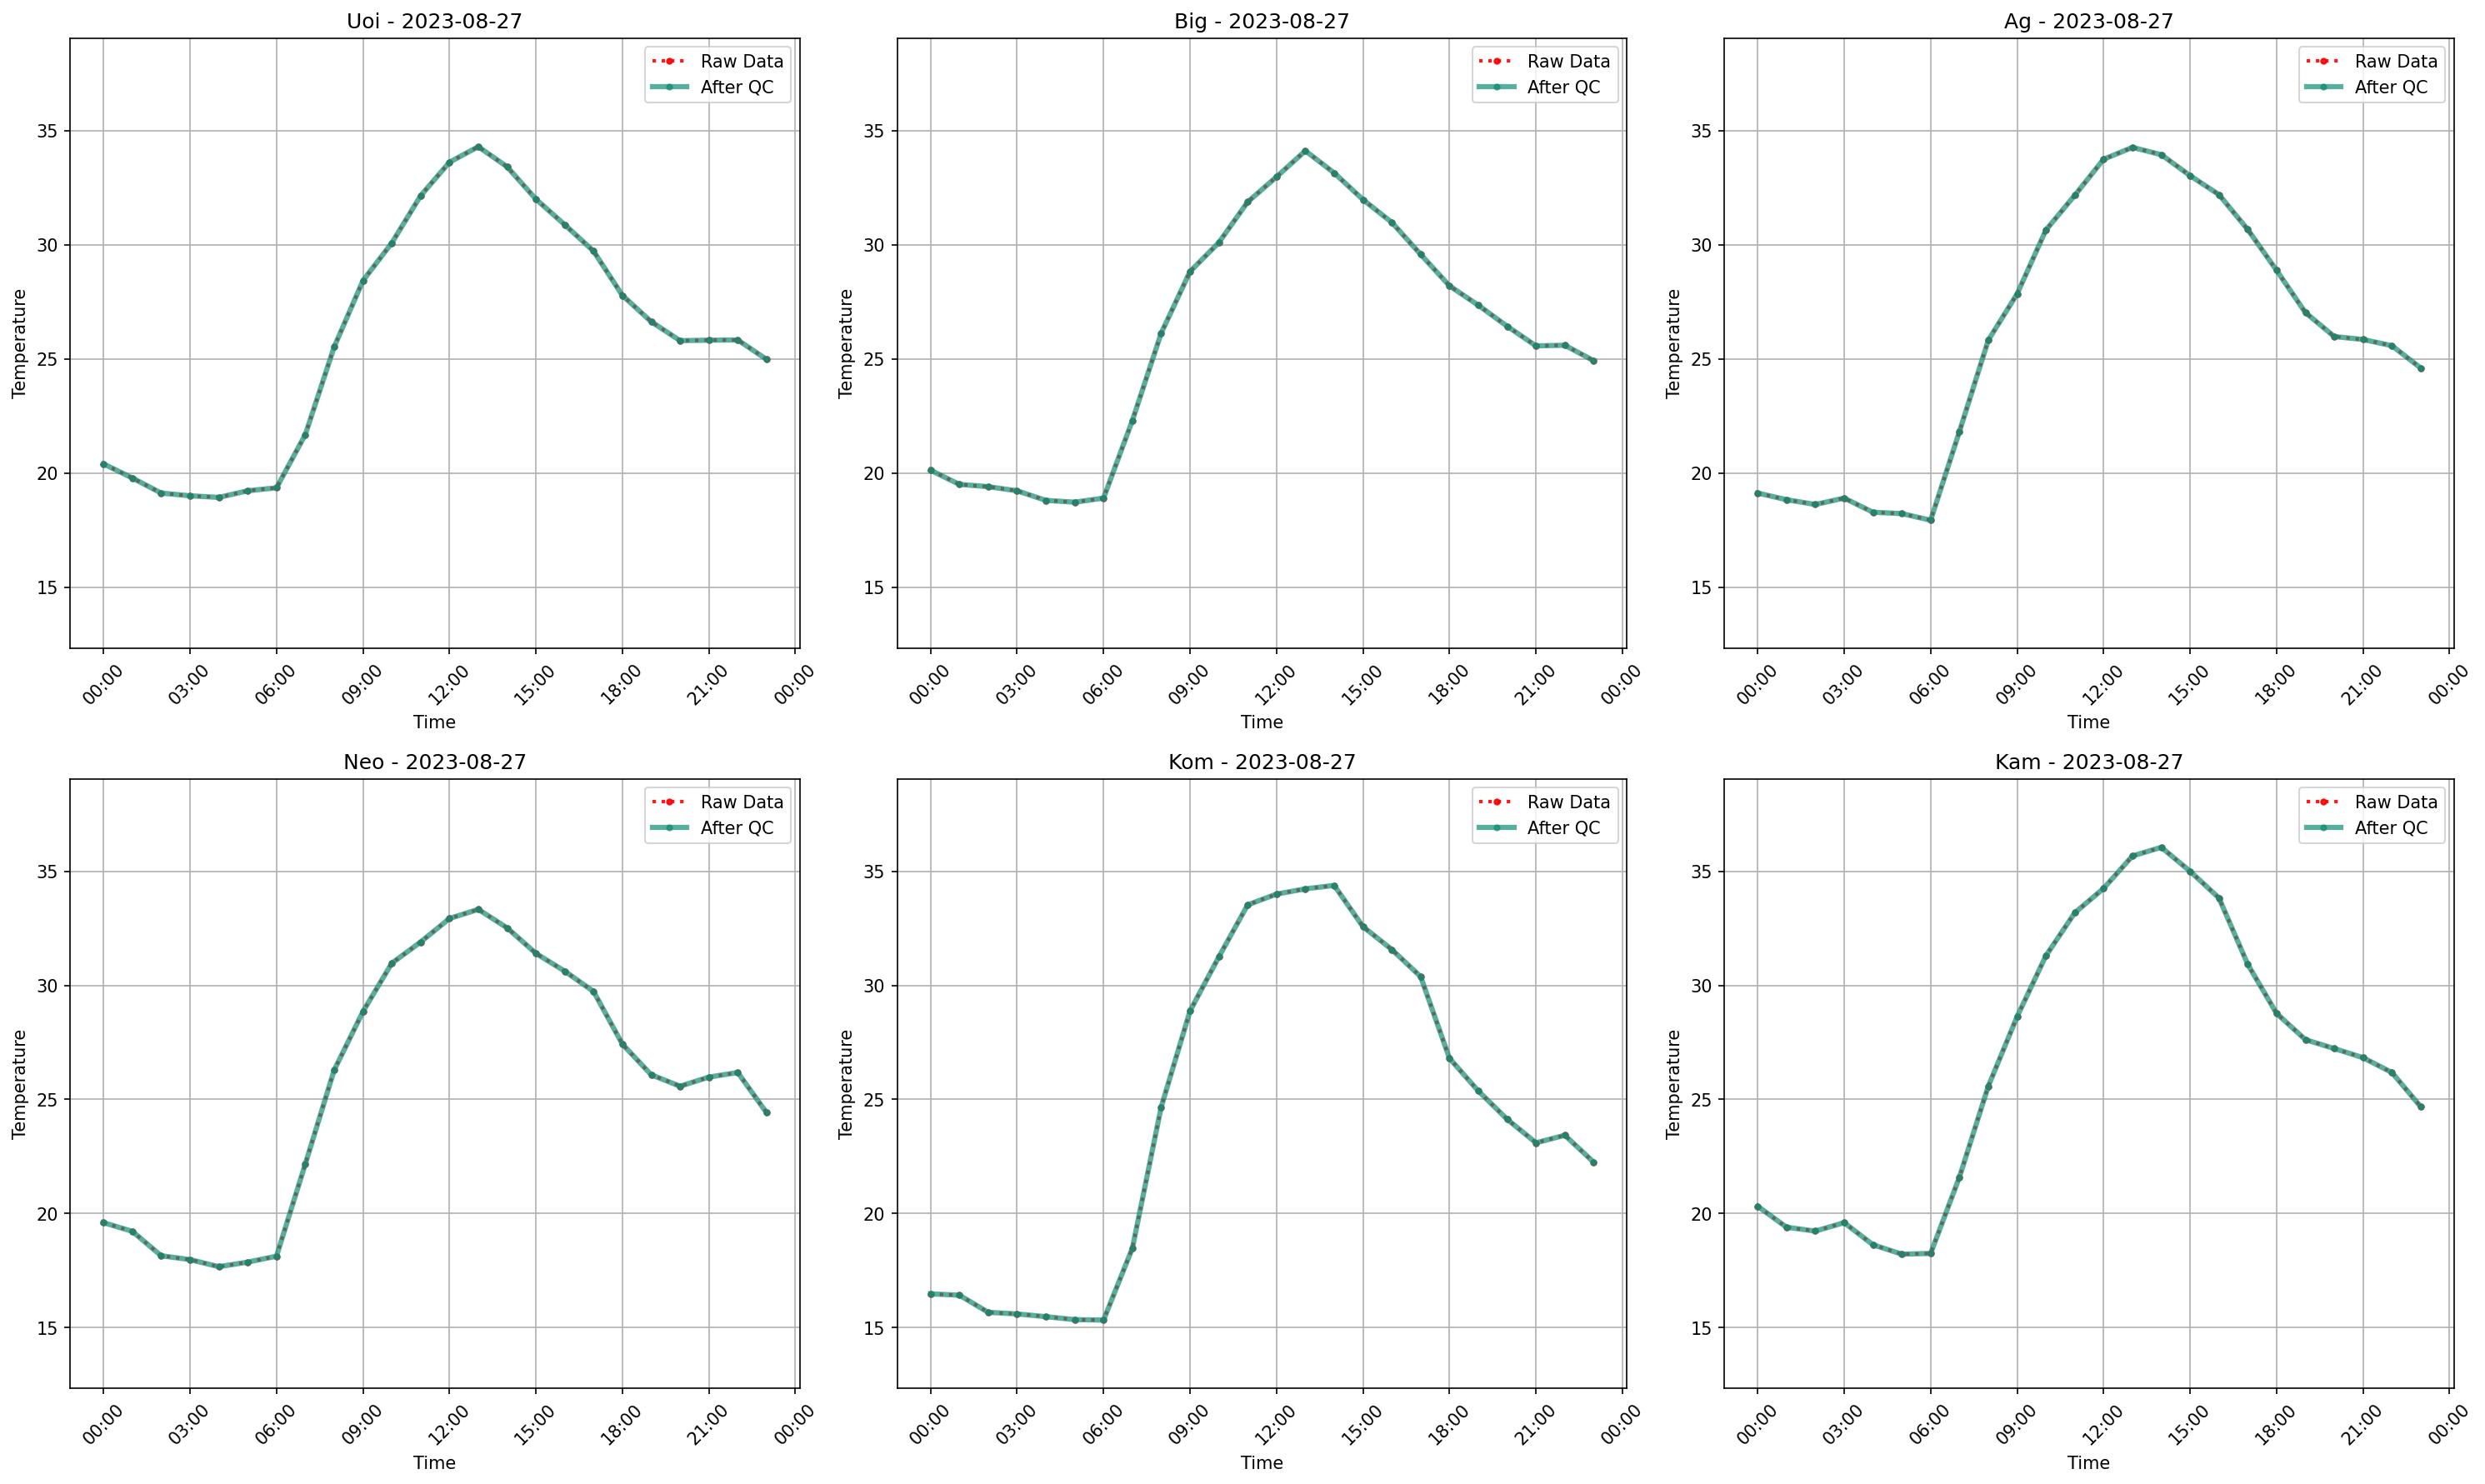 Uoi - 2023-08-27
Raw Data
After QC
35
30
25
20
15
Temperature
00:00
03:00
06:00
09:00
12:00
15:00
18:00
21:00
00:00
Time
Big - 2023-08-27
Raw Data
After QC
35
30
25
20
15
Temperature
00:00
03:00
06:00
09:00
12:00
15:00
18:00
21:00
00:00
Time
Ag - 2023-08-27
Raw Data
After QC
35
30
25
20
15
Temperature
00:00
03:00
06:00
09:00
12:00
15:00
18:00
21:00
00:00
Time
Neo - 2023-08-27
Raw Data
After QC
35
30
25
20
15
Temperature
00:00
03:00
06:00
09:00
12:00
15:00
18:00
21:00
00:00
Time
Kom - 2023-08-27
Raw Data
After QC
35
30
25
20
15
Temperature
00:00
03:00
06:00
09:00
12:00
15:00
18:00
21:00
00:00
Time
Kam - 2023-08-27
Raw Data
After QC
35
30
25
20
15
Temperature
00:00
03:00
06:00
09:00
12:00
15:00
18:00
21:00
00:00
Time